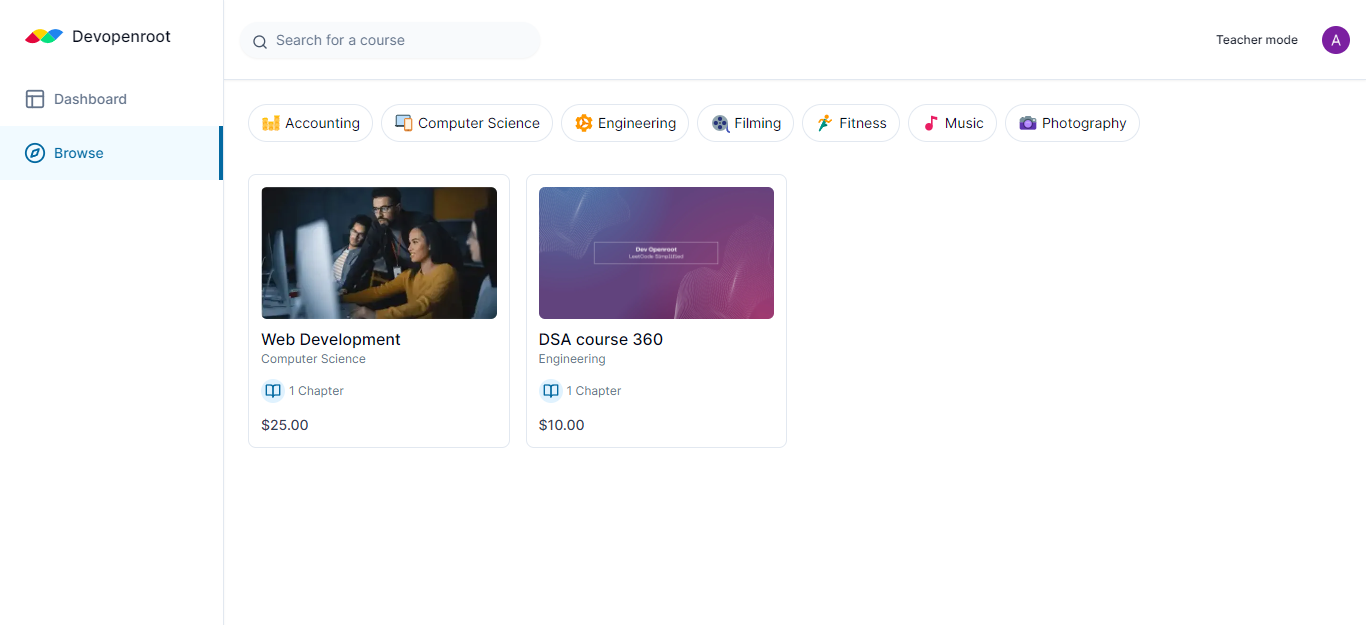 Devopenroot
Search for a course
Teacher mode
A
Dashboard
Browse
Accounting
Computer Science
Engineering
Filming
Fitness
Music
Photography
Dev Openroot
LeetCode Simplified
Web Development
Computer Science
1 Chapter
$25.00
DSA course 360
Engineering
1 Chapter
$10.00